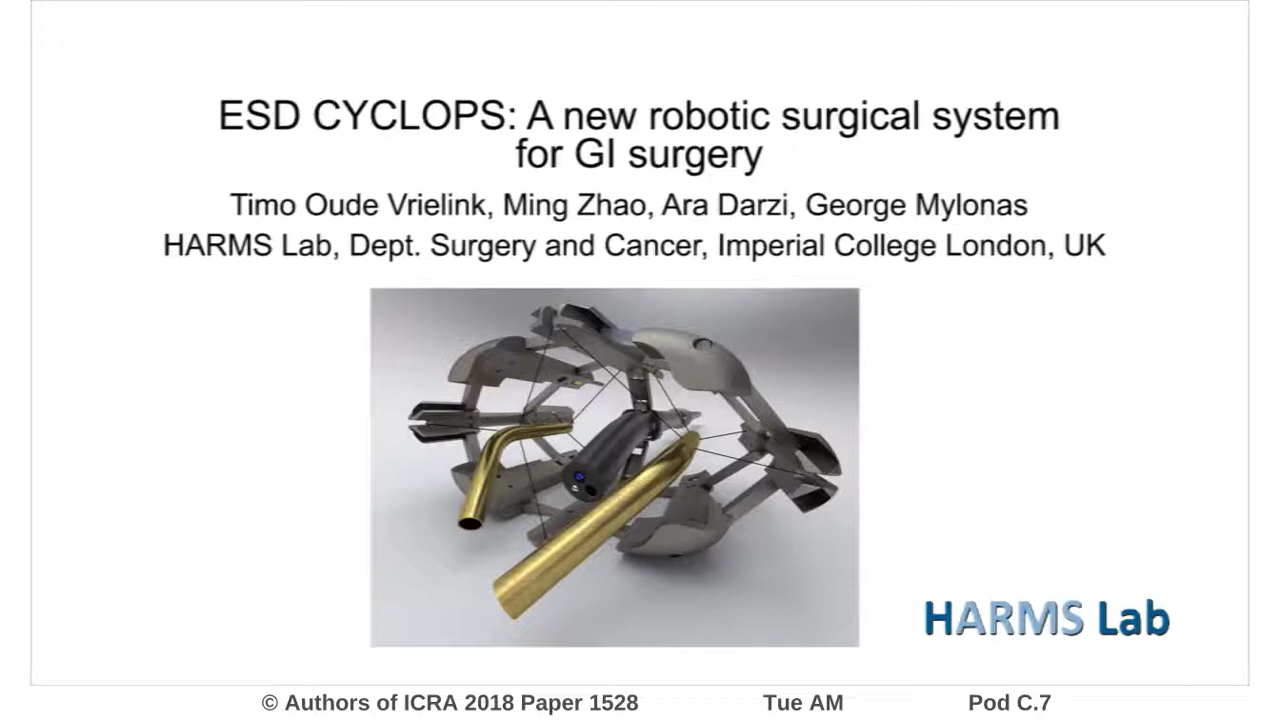 ESD CYCLOPS: A new robotic surgical system
for GI surgery
Timo Oude Vrielink, Ming Zhao, Ara Darzi, George Mylonas
HARMS Lab, Dept. Surgery and Cancer, Imperial College London, UK
HARMS Lab
© Authors of ICRA 2018 Paper 1528 Tue AM Pod C.7